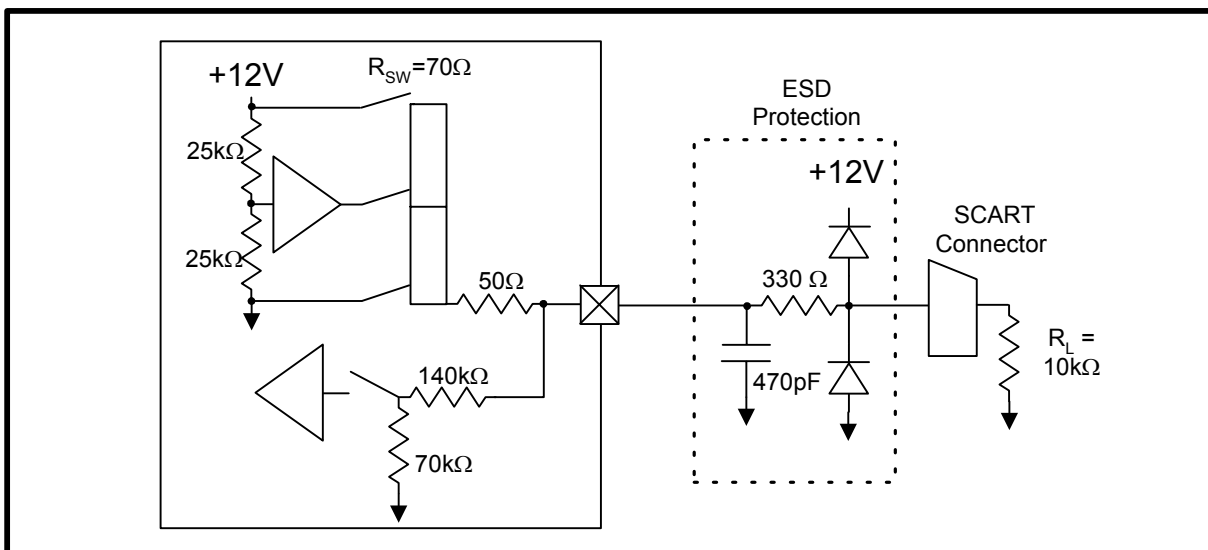 +12V
R_SW=70Ω
25kΩ
25kΩ
50Ω
140kΩ
70kΩ
ESD
Protection
+12V
330 Ω
470pF
SCART
Connector
R_L =
10kΩ